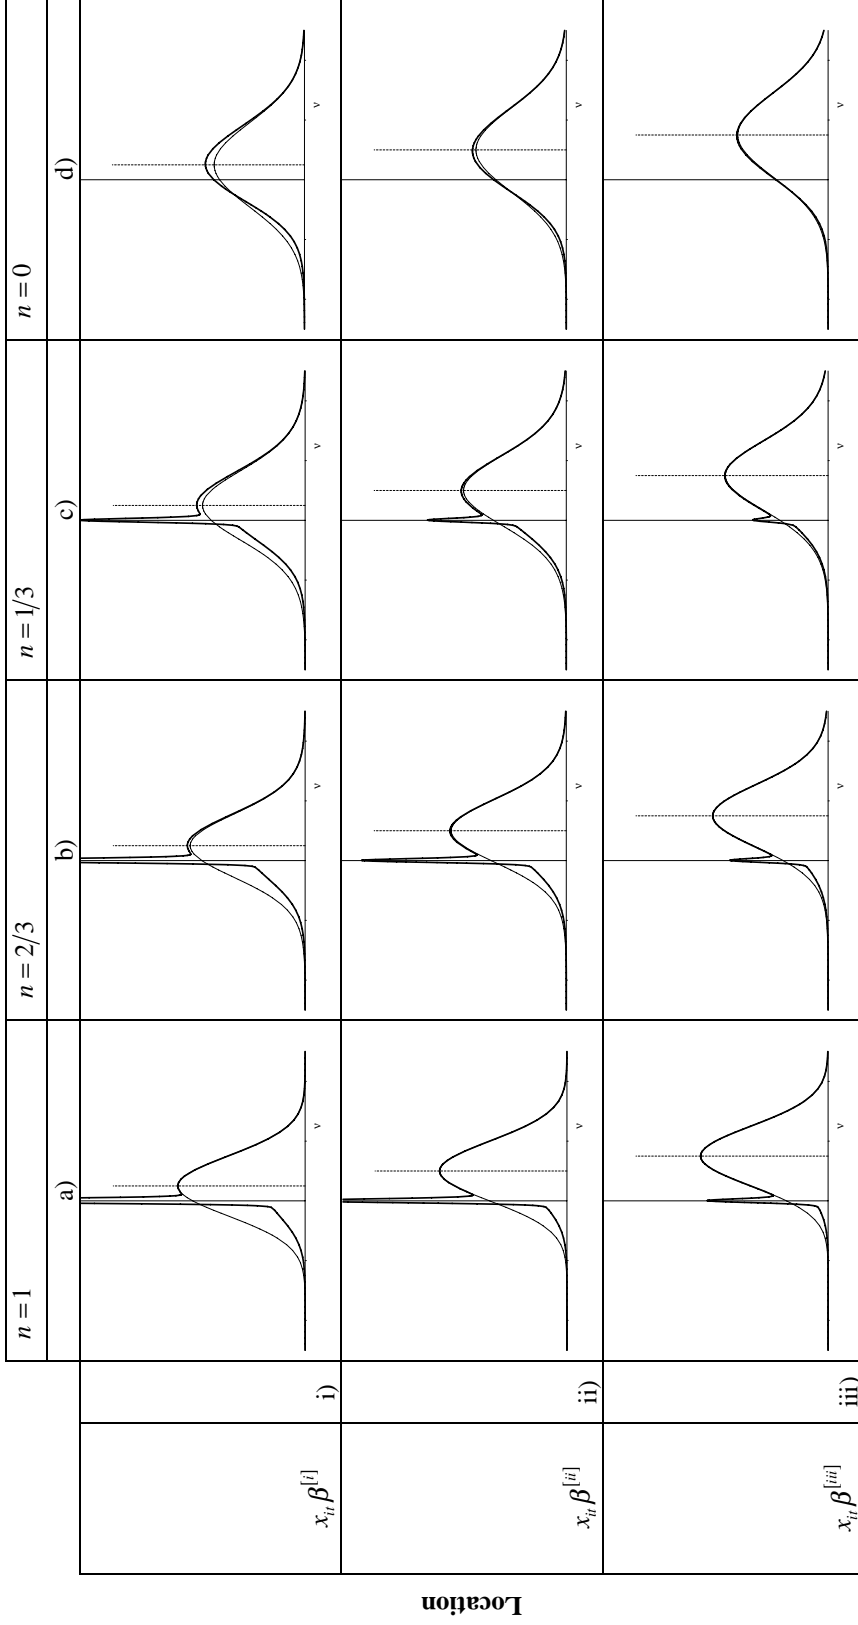 n = 1 n = 2/3 n = 1/3 n = 0
a) b) c) d)
Location
x_{it} β^{[i]} i) ν ν ν ν
x_{it} β^{[ii]} ii) ν ν ν ν
x_{it} β^{[iii]} iii) ν ν ν ν